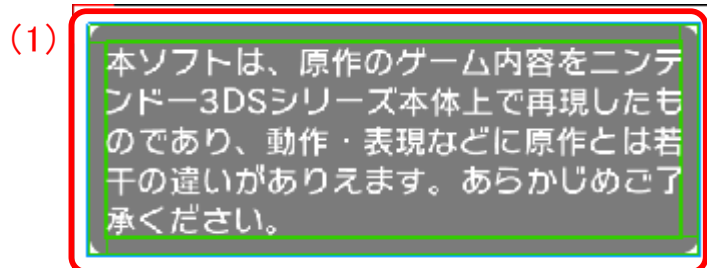 (1)
本ソフトは、原作のゲーム内容をニンテ
ンドー3DSシリーズ本体上で再現したも
のであり、動作・表現などに原作とは若
干の違いがありえます。あらかじめご了
承ください。